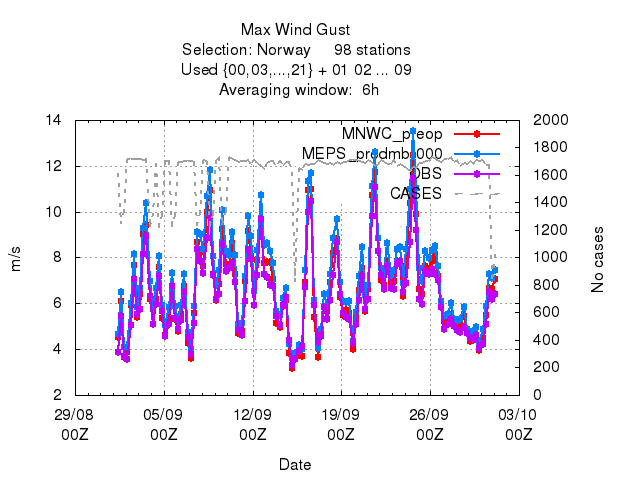 Max Wind Gust
Selection: Norway 98 stations
Used {00,03,...,21} + 01 02 ... 09
Averaging window: 6h
14
12
10
8
6
4
2
m/s
2000
1800
1600
1400
1200
1000
800
600
400
200
0
No cases
MNWC_preop
MEPS_prodmbr000
OBS
CASES
29/08 05/09 12/09 19/09 26/09 03/10
00Z 00Z 00Z 00Z 00Z 00Z
Date